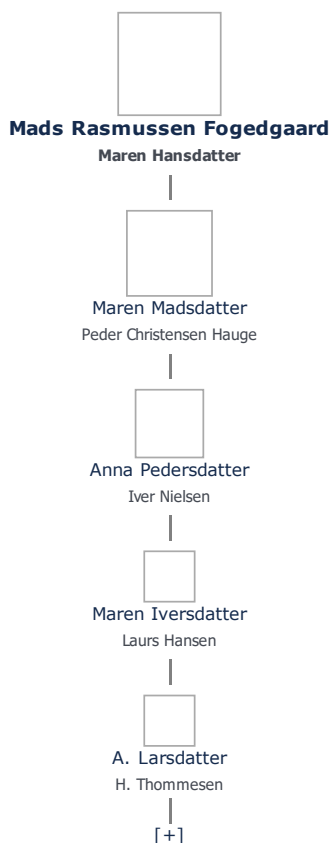 Mads Rasmussen Fogedgaard
Maren Hansdatter
Maren Madsdatter
Peder Christensen Hauge
Anna Pedersdatter
Iver Nielsen
Maren Iversdatter
Laurs Hansen
A. Larsdatter
H. Thommesen
[+]